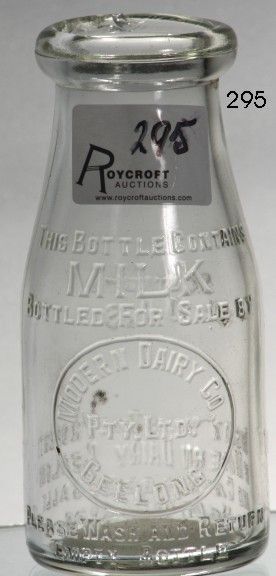 295
295
ROYCROFT
AUCTIONS
www.roycroftauctions.com
THIS BOTTLE CONTAINS
MILK
BOTTLED FOR SALE BY
MODERN DAIRY CO
PTY. LTD.
GEELONG
PLEASE WASH AND RETURN
EMPTY BOTTLE